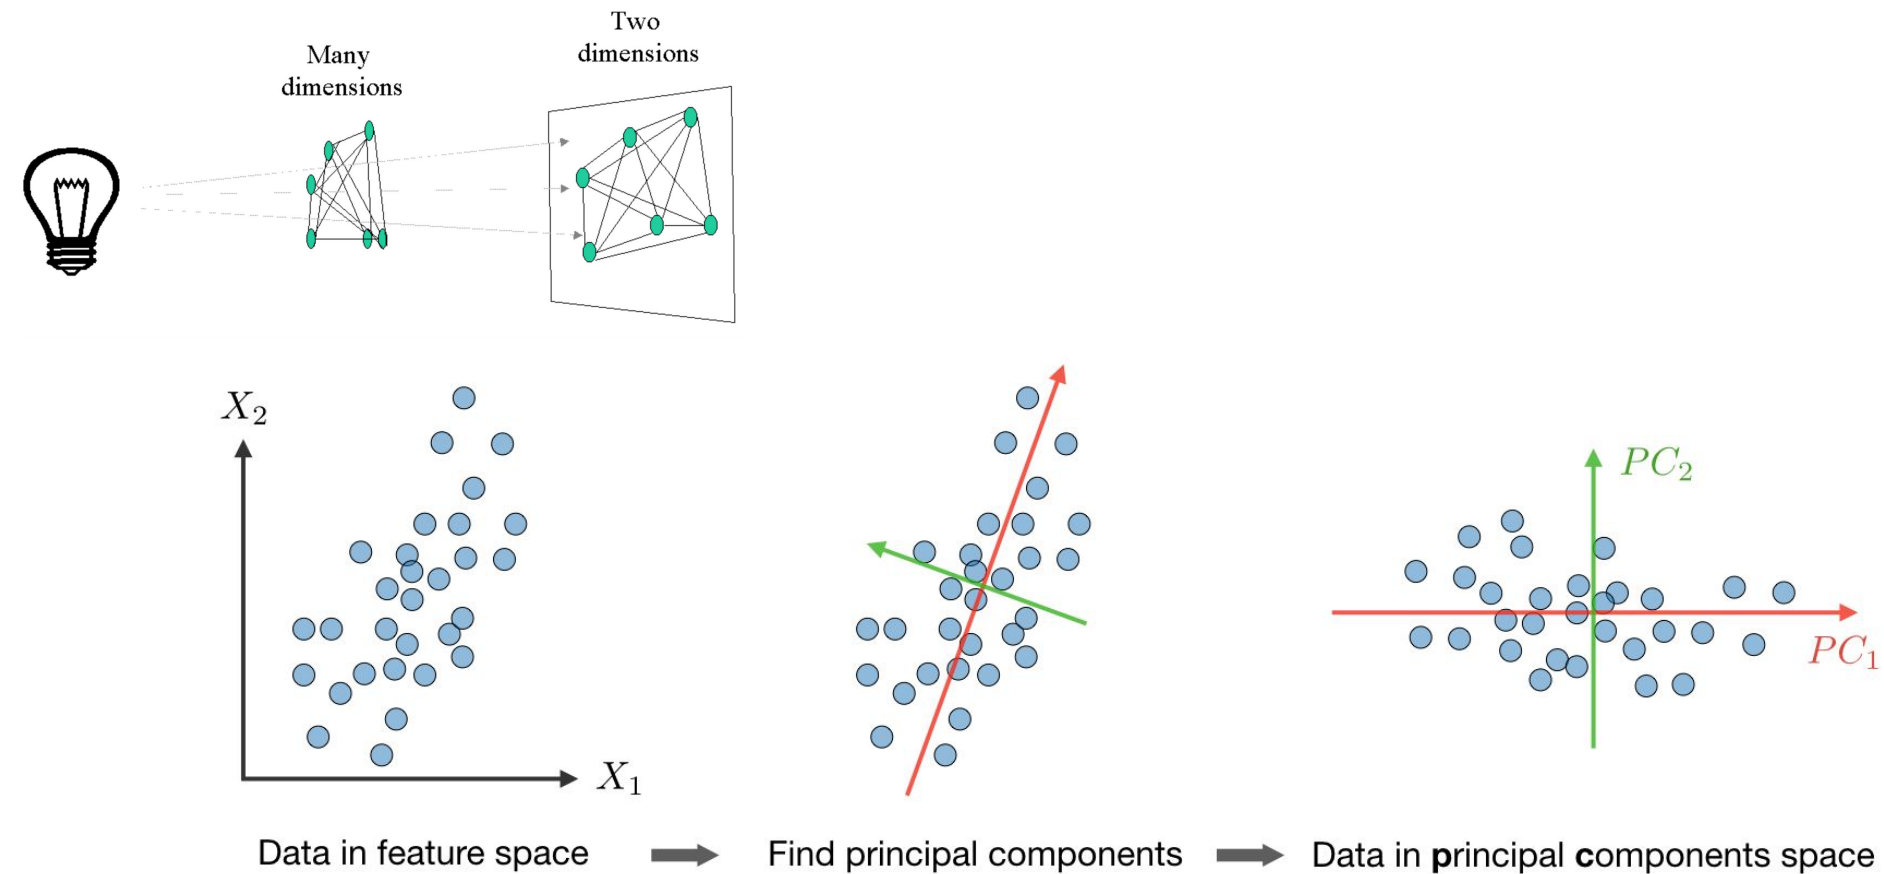 Many
dimensions
Two
dimensions
X₂
X₁
PC₂
PC₁
Data in feature space
Find principal components
Data in principal components space